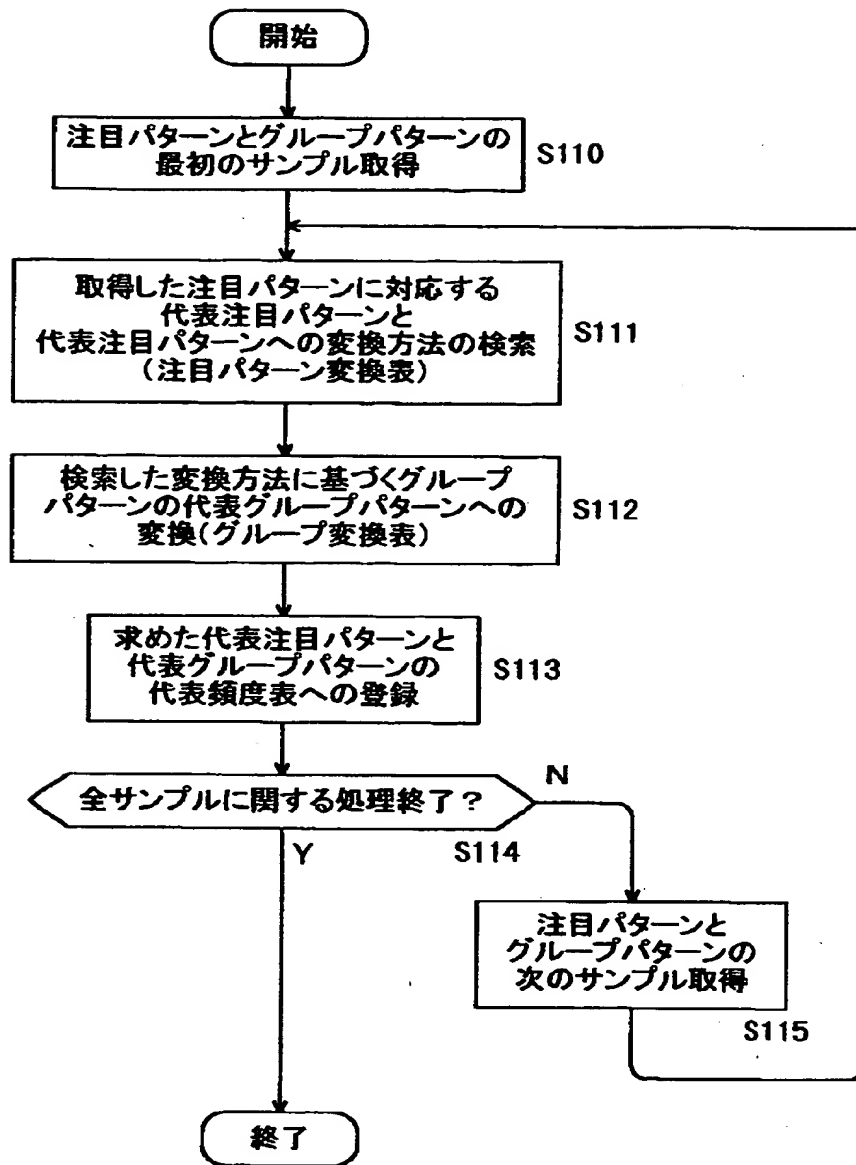 開始
注目パターンとグループパターンの
最初のサンプル取得
S110
取得した注目パターンに対応する
代表注目パターンと
代表注目パターンへの変換方法の検索
(注目パターン変換表)
S111
検索した変換方法に基づくグループ
パターンの代表グループパターンへの
変換(グループ変換表)
S112
求めた代表注目パターンと
代表グループパターンの
代表頻度表への登録
S113
全サンプルに関する処理終了?
N
Y
S114
注目パターンと
グループパターンの
次のサンプル取得
S115
終了